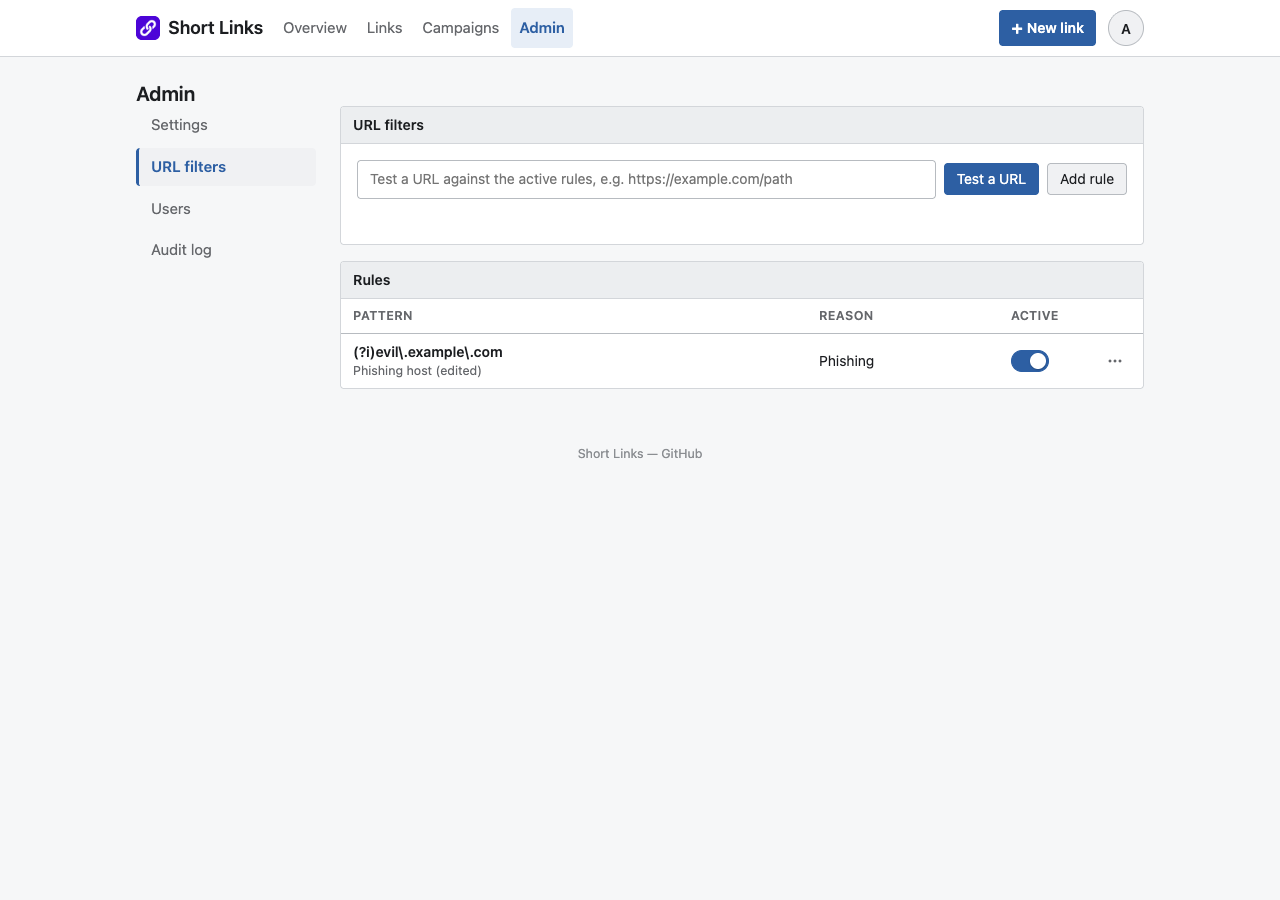 Short Links
Overview
Links
Campaigns
Admin
+ New link
A
Admin
Settings
URL filters
Users
Audit log
URL filters
Test a URL against the active rules, e.g. https://example.com/path
Test a URL
Add rule
Rules
PATTERN
REASON
ACTIVE
(?i)evil\.example\.com
Phishing host (edited)
Phishing
Short Links — GitHub